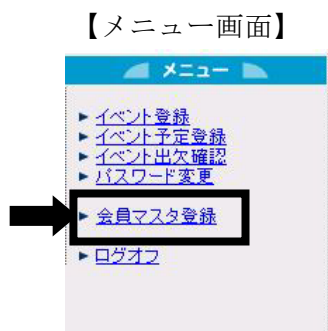 【メニュー画面】
メニュー
イベント登録
イベント予定登録
イベント出欠確認
パスワード変更
会員マスタ登録
ログオフ